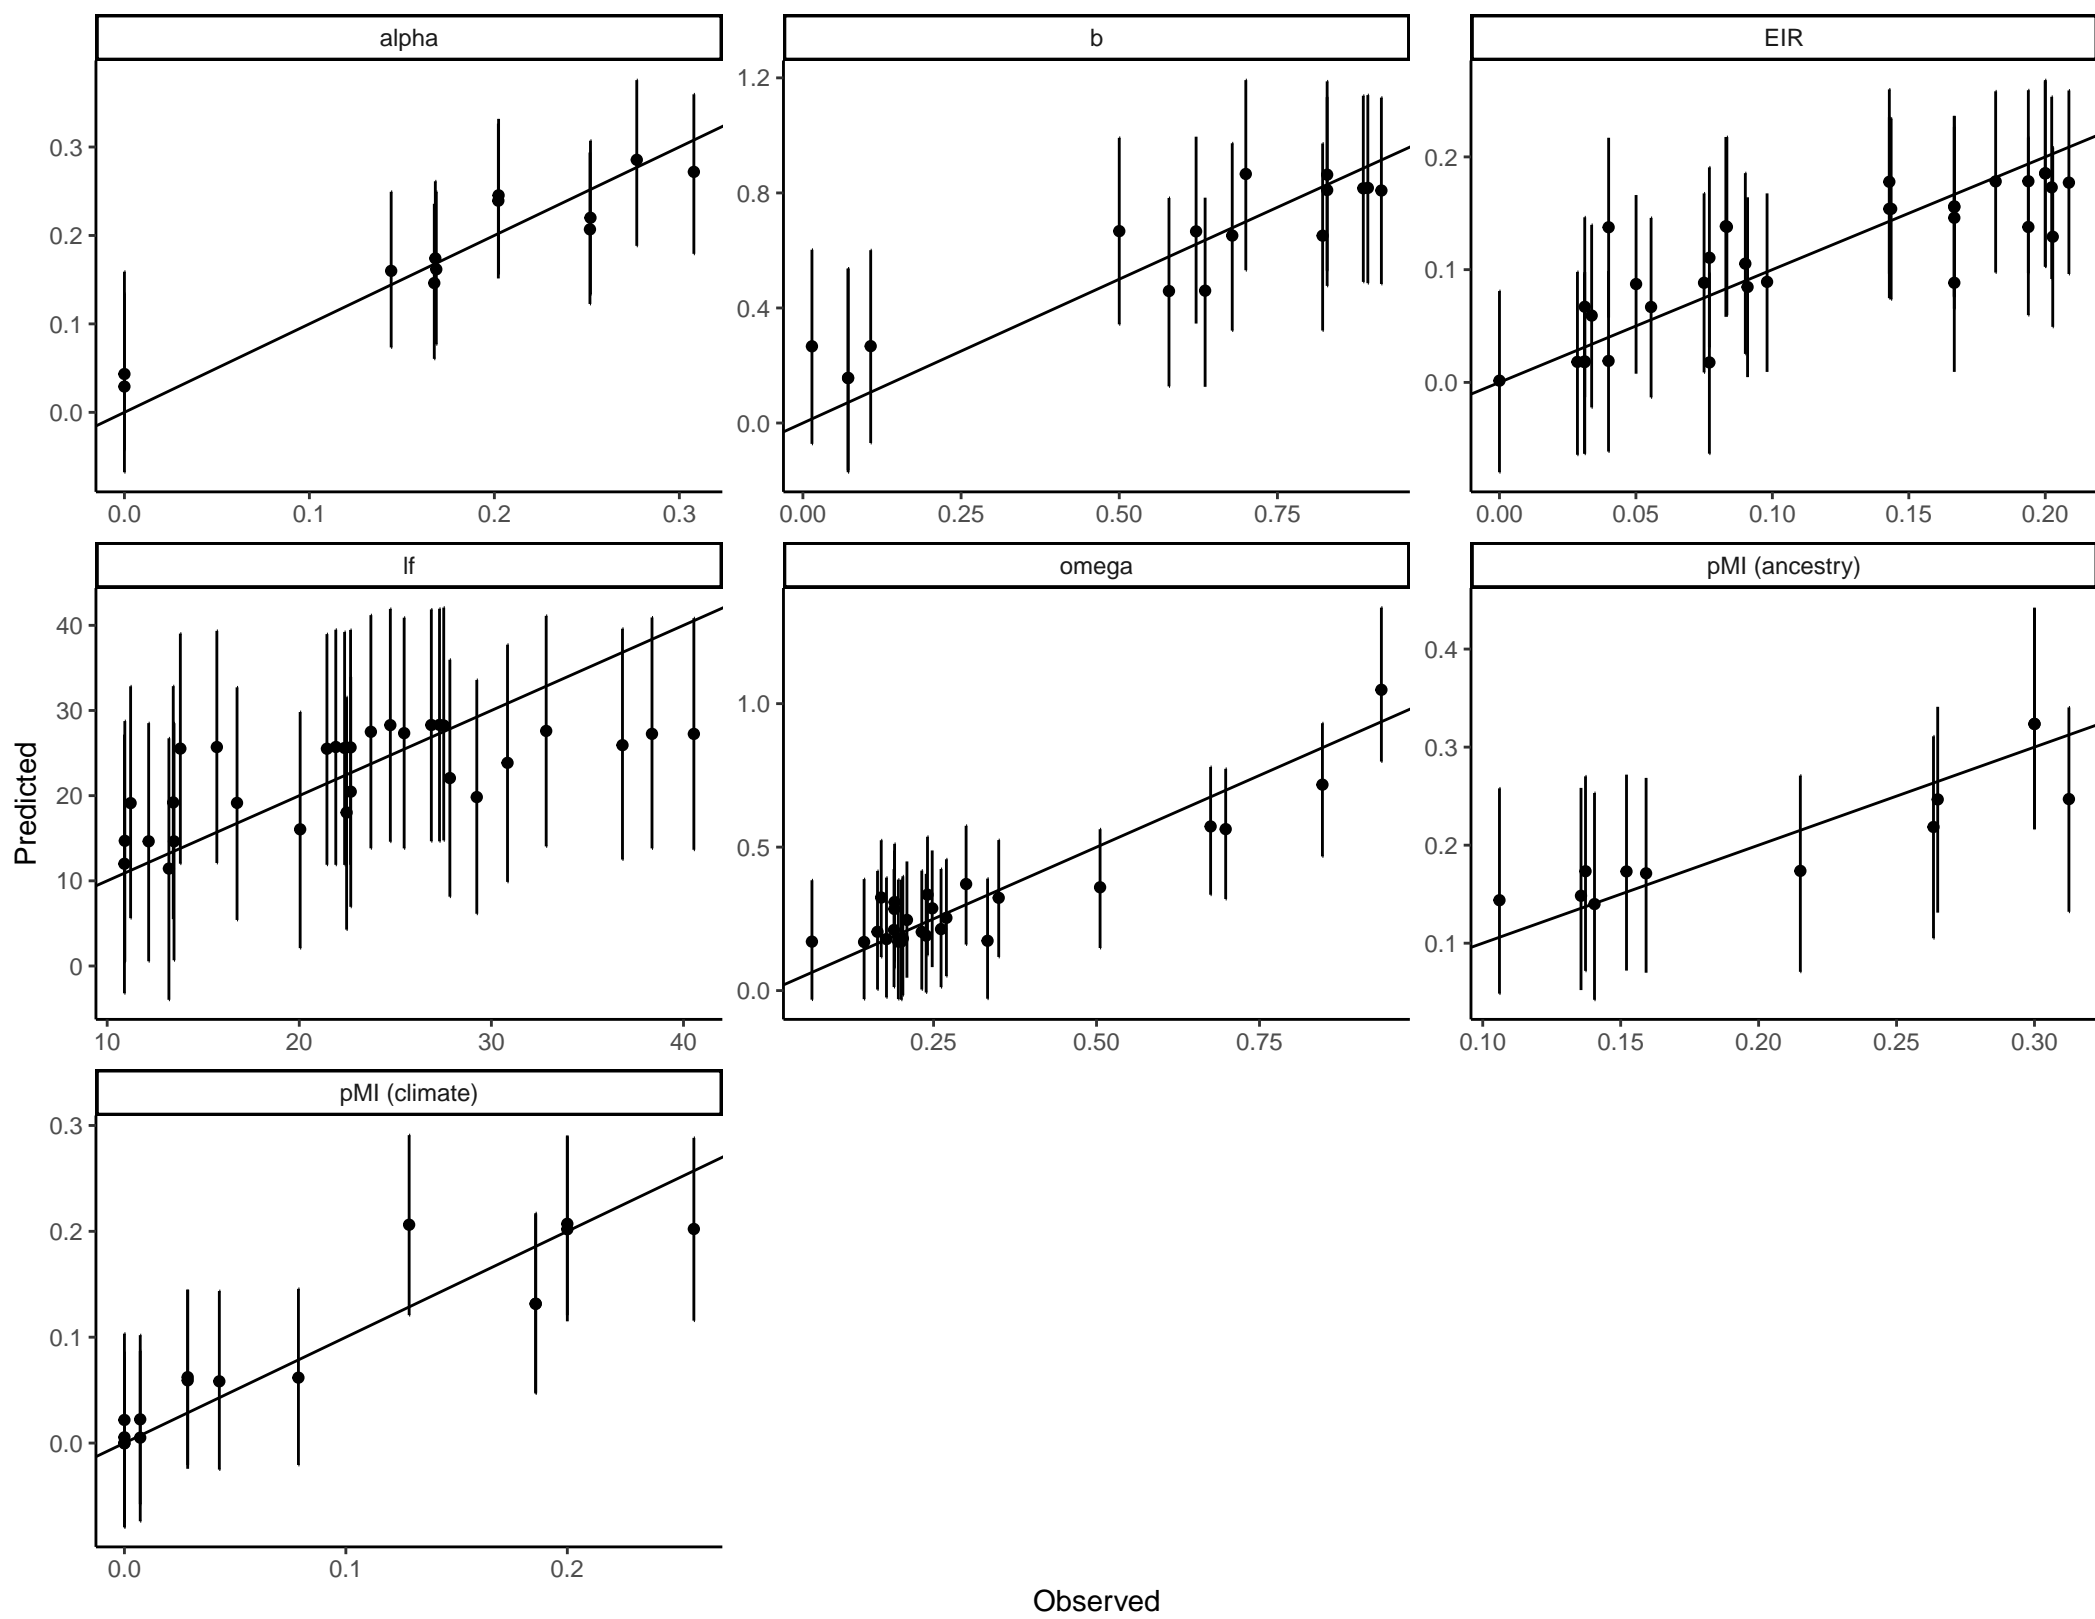 alpha
b
EIR
0.3
0.2
0.1
0.0
1.2
0.8
0.4
0.0
0.2
0.1
0.0
0.0 0.1 0.2 0.3
0.00 0.25 0.50 0.75
0.00 0.05 0.10 0.15 0.20
lf
omega
pMI (ancestry)
40
30
20
10
0
1.0
0.5
0.0
0.4
0.3
0.2
0.1
10 20 30 40
0.25 0.50 0.75
0.10 0.15 0.20 0.25 0.30
pMI (climate)
0.3
0.2
0.1
0.0
0.0 0.1 0.2
Predicted
Observed